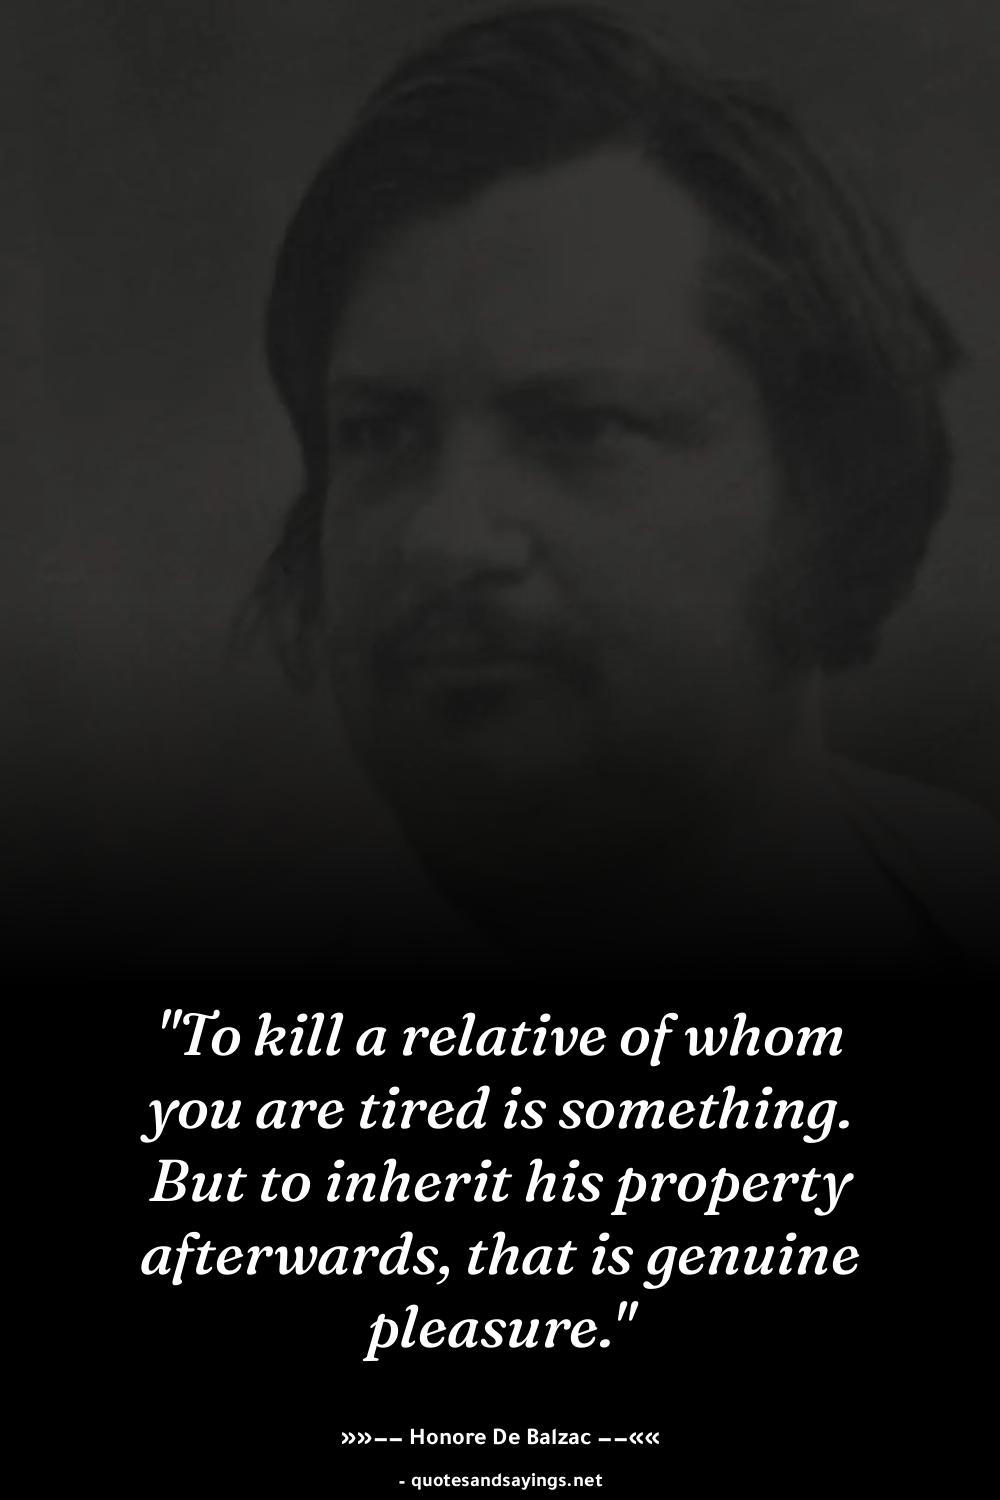 "To kill a relative of whom
you are tired is something.
But to inherit his property
afterwards, that is genuine
pleasure."
»»−− Honore De Balzac −−««
- quotesandsayings.net